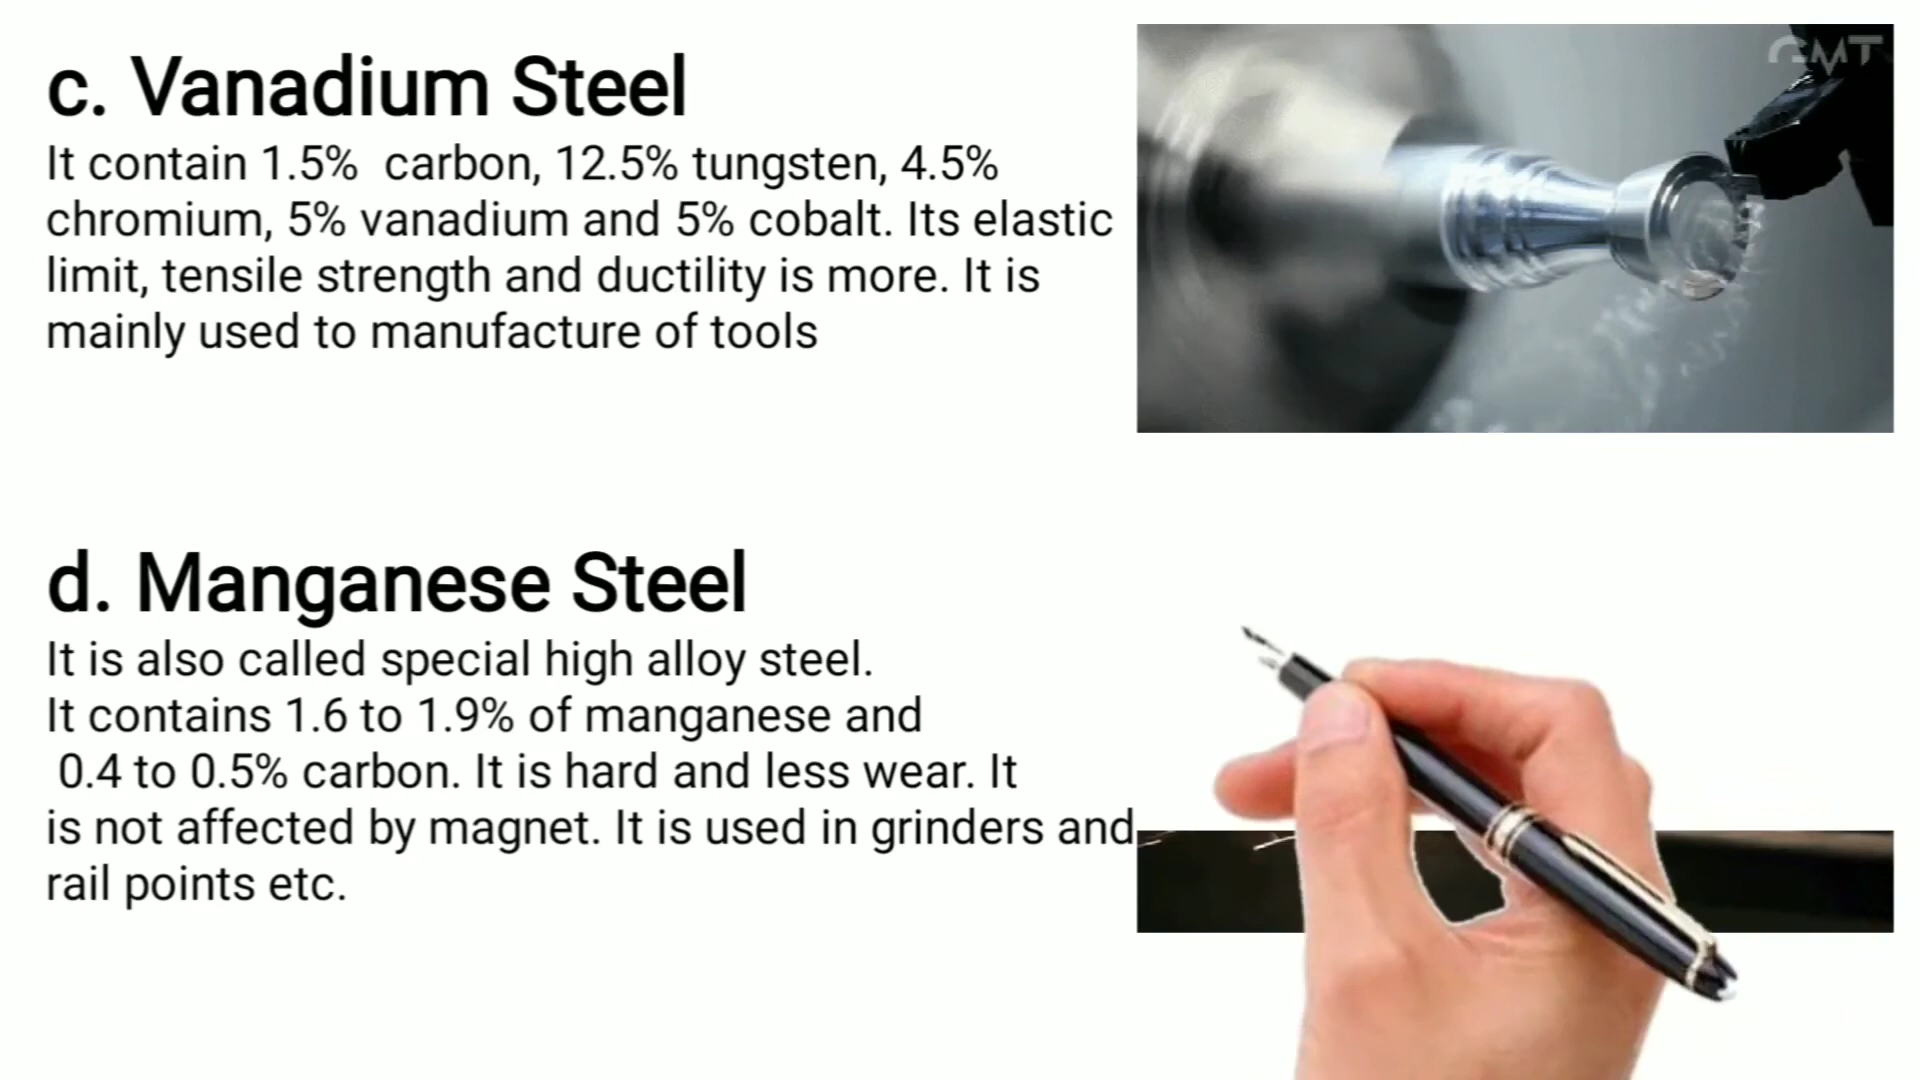 c. Vanadium Steel
It contain 1.5%  carbon, 12.5% tungsten, 4.5%
chromium, 5% vanadium and 5% cobalt. Its elastic
limit, tensile strength and ductility is more. It is
mainly used to manufacture of tools
GMT
d. Manganese Steel
It is also called special high alloy steel.
It contains 1.6 to 1.9% of manganese and
0.4 to 0.5% carbon. It is hard and less wear. It
is not affected by magnet. It is used in grinders and
rail points etc.